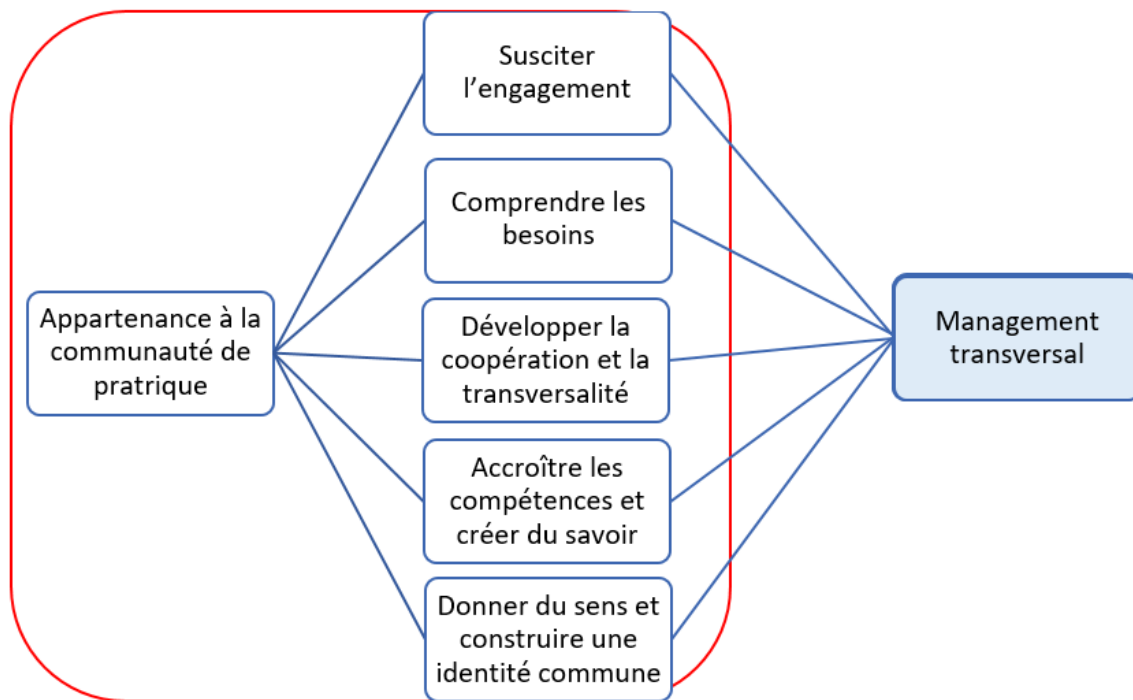 Susciter
l’engagement
Comprendre les
besoins
Appartenance à la
communauté de
pratrique
Développer la
coopération et la
transversalité
Management
transversal
Accroître les
compétences et
créer du savoir
Donner du sens et
construire une
identité commune